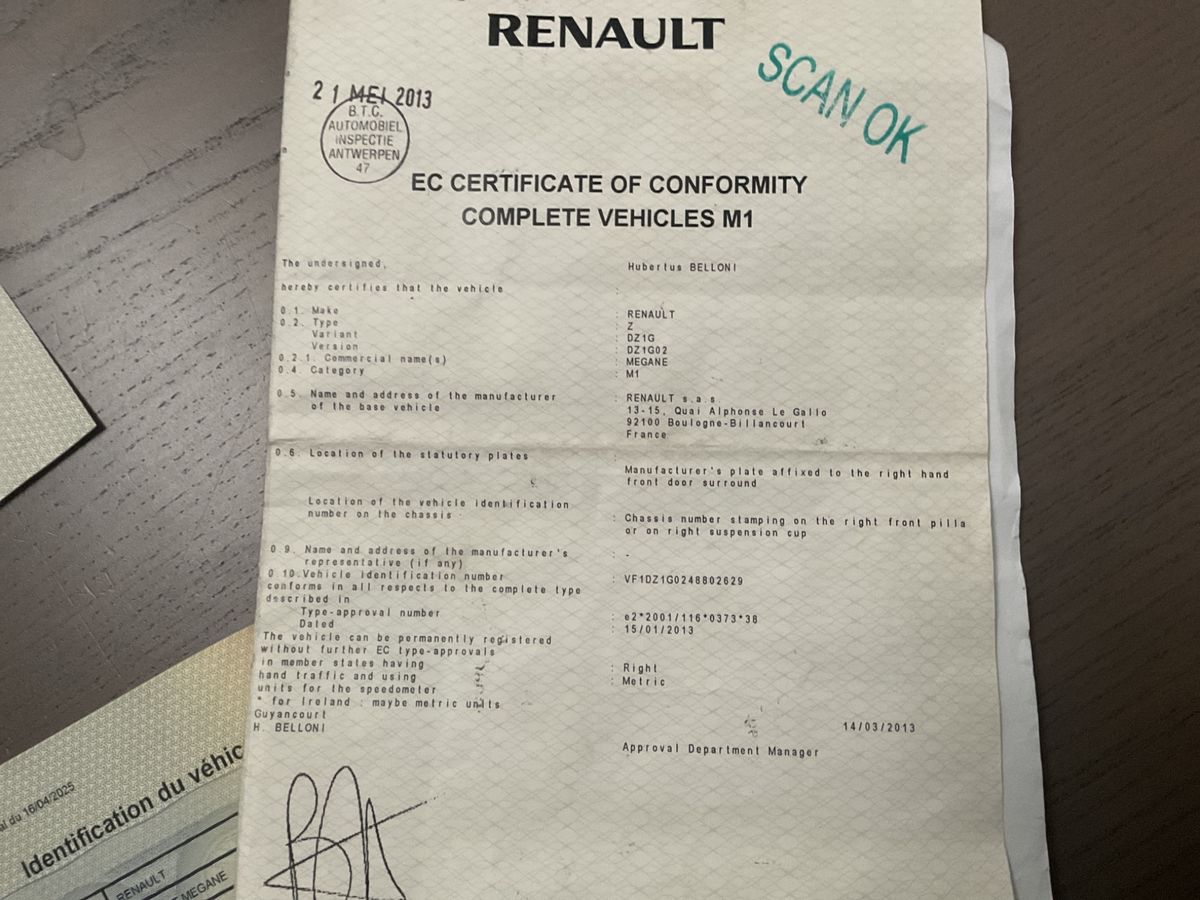 RENAULT
SCAN OK
21 MEI 2013
B.T.C.
AUTOMOBIEL
INSPECTIE
ANTWERPEN
47
EC CERTIFICATE OF CONFORMITY
COMPLETE VEHICLES M1
The undersigned, Hubertus BELLONI
hereby certifies that the vehicle
0.1. Make : RENAULT
0.2. Type : Z
Variant : DZ1G
Version : DZ1G02
0.2.1. Commercial name(s) : MEGANE
0.4. Category : M1
0.5. Name and address of the manufacturer : RENAULT s.a.s.
of the base vehicle 13-15, Quai Alphonse Le Gallo
92100 Boulogne-Billancourt
France
0.6. Location of the statutory plates :
Manufacturer's plate affixed to the right hand
front door surround
Location of the vehicle identification
number on the chassis : Chassis number stamping on the right front pilla
or on right suspension cup
0.9. Name and address of the manufacturer's : -
representative (if any)
0.10.Vehicle identification number : VF1DZ1G0248802629
conforms in all respects to the complete type
described in
Type-approval number : e2*2001/116*0373*38
Dated : 15/01/2013
The vehicle can be permanently registered
without further EC type-approvals
in member states having : Right
hand traffic and using : Metric
units for the speedometer
* for Ireland : maybe metric units
Guyancourt 14/03/2013
H. BELLONI
Approval Department Manager
al du 16/04/2025
Identification du véhic
RENAULT
MEGANE